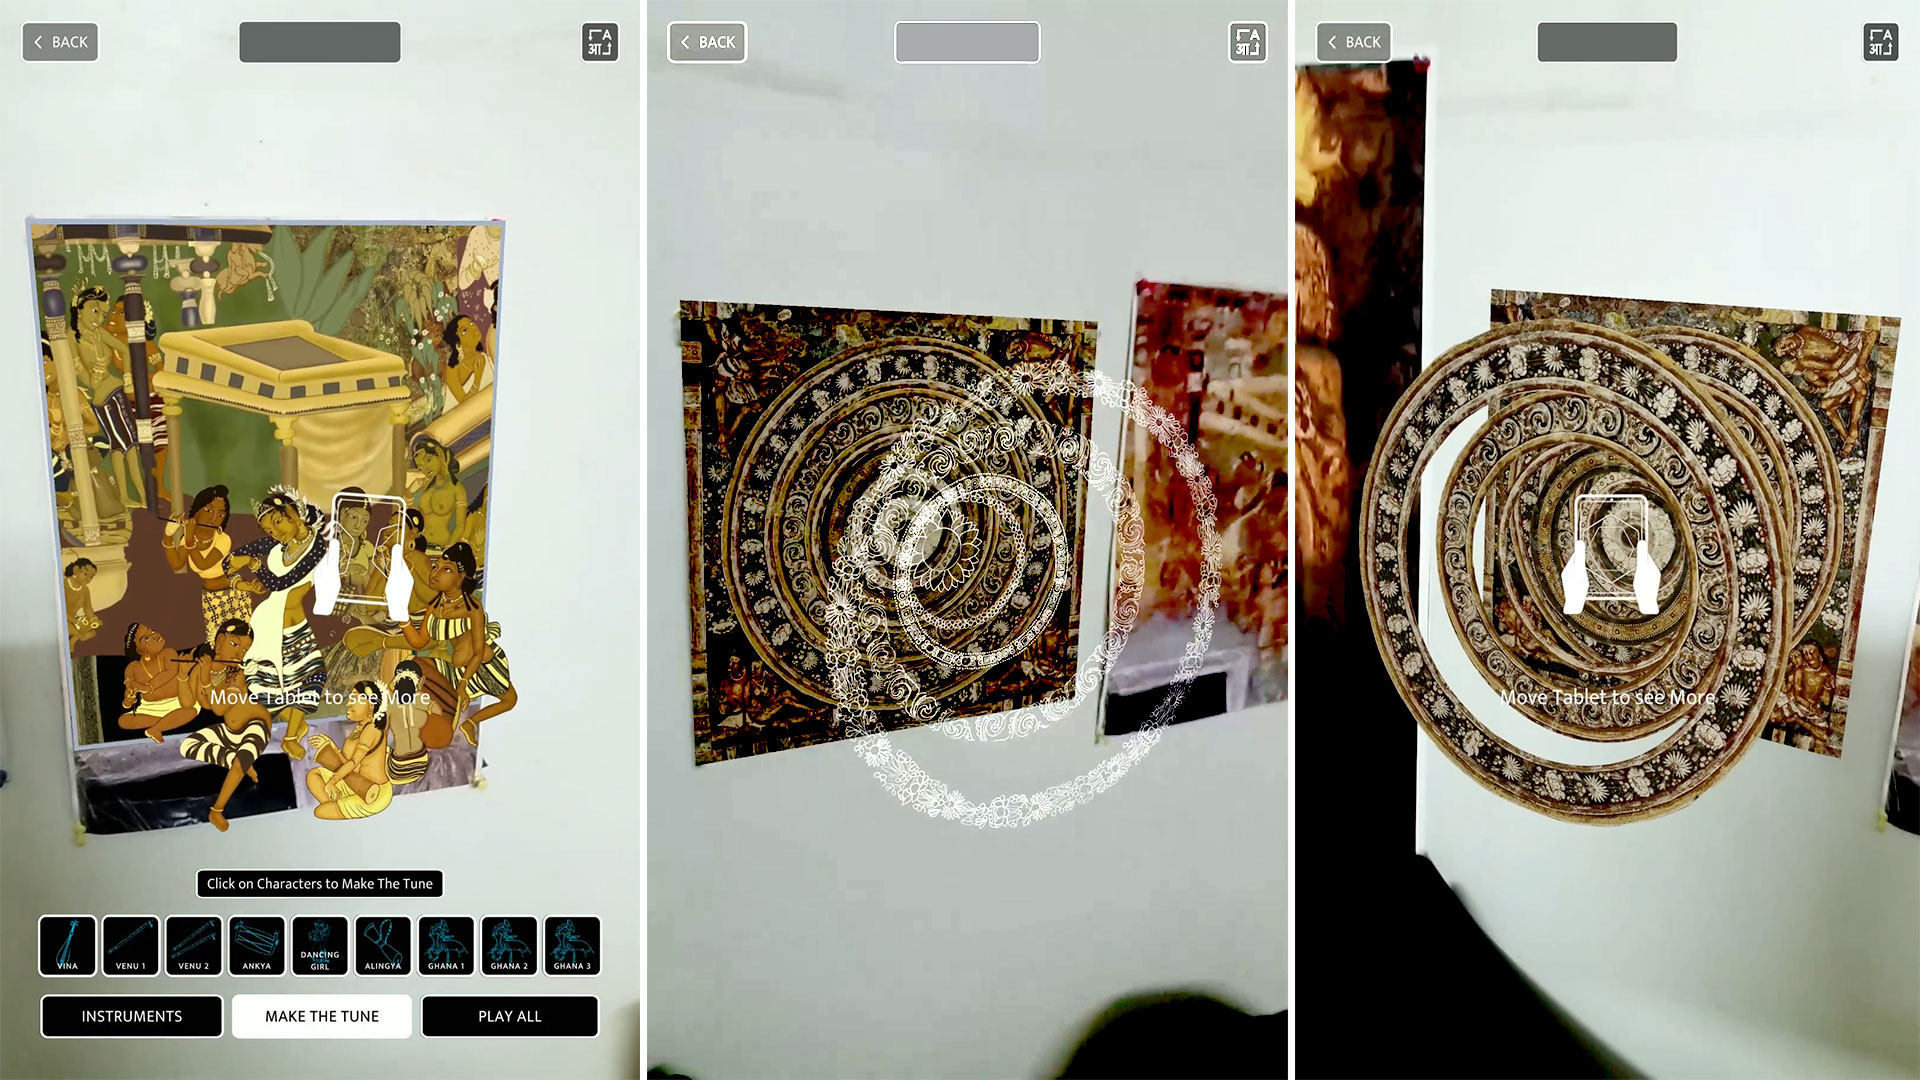 BACK
A
आ
Move Tablet to see More
Click on Characters to Make The Tune
VINA
VENU 1
VENU 2
ANKYA
DANCING
GIRL
ALINGYA
GHANA 1
GHANA 2
GHANA 3
INSTRUMENTS
MAKE THE TUNE
PLAY ALL
BACK
A
आ
BACK
A
आ
Move Tablet to see More